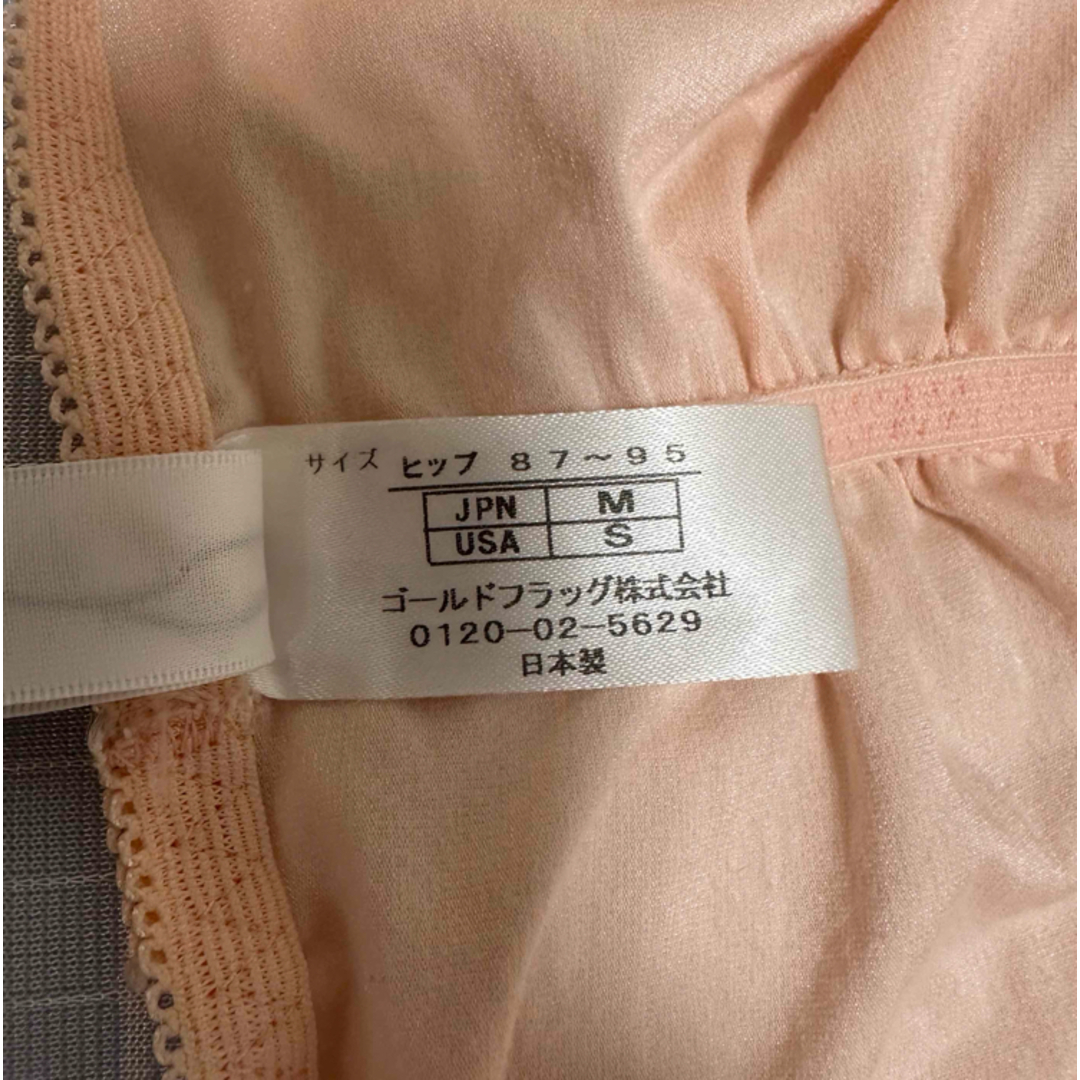 サイズ ヒップ 87〜95
JPN M
USA S
ゴールドフラッグ株式会社
0120-02-5629
日本製